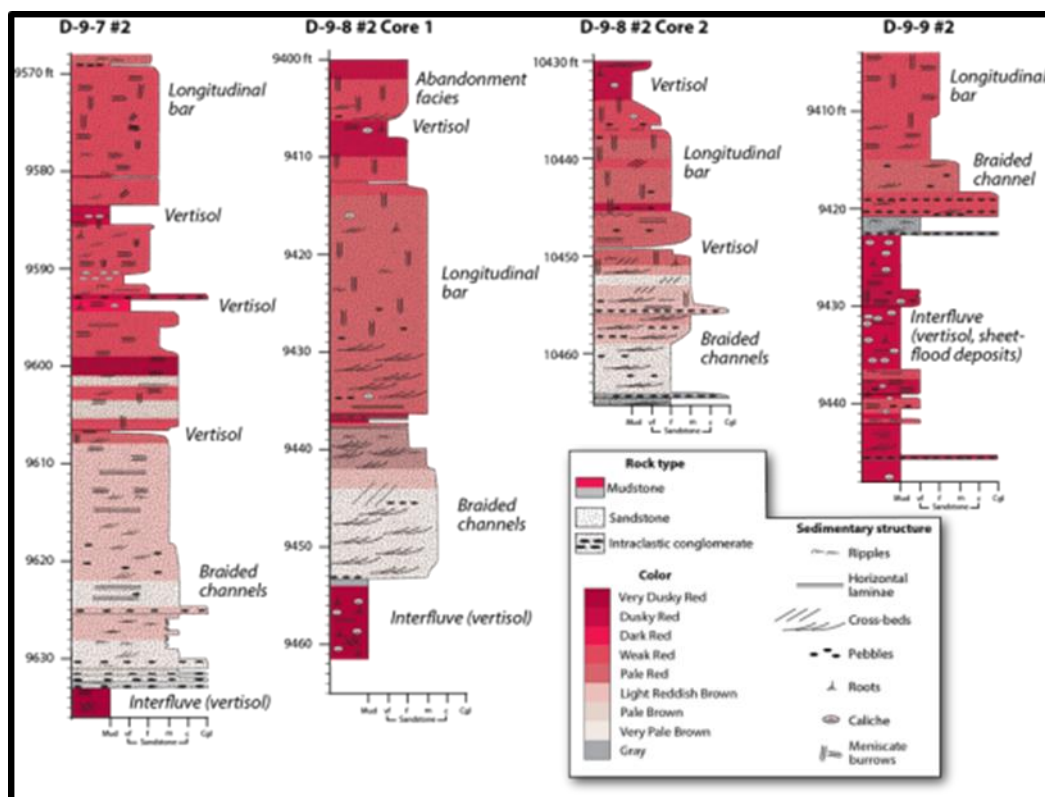 D-9-7 #2
9570 ft
Longitudinal
bar
9580
Vertisol
9590
Vertisol
9600
Vertisol
9610
9620
Braided
channels
9630
Interfluve (vertisol)
Mud vf f m c Cgl
Sandstone
D-9-8 #2 Core 1
9400 ft
Abandonment
facies
Vertisol
9410
9420
Longitudinal
bar
9430
9440
Braided
channels
9450
Interfluve (vertisol)
9460
Mud vf f m c Cgl
Sandstone
D-9-8 #2 Core 2
10430 ft
Vertisol
10440
Longitudinal
bar
Vertisol
10450
Braided
channels
10460
Mud vf f m c Cgl
Sandstone
D-9-9 #2
Longitudinal
bar
9410 ft
Braided
channel
9420
9430
Interfluve
(vertisol, sheet-
flood deposits)
9440
Mud vf f m c Cgl
Sandstone
Rock type
Mudstone
Sandstone
Intraclastic conglomerate
Color
Very Dusky Red
Dusky Red
Dark Red
Weak Red
Pale Red
Light Reddish Brown
Pale Brown
Very Pale Brown
Gray
Sedimentary structure
Ripples
Horizontal
laminae
Cross-beds
Pebbles
Roots
Caliche
Meniscate
burrows